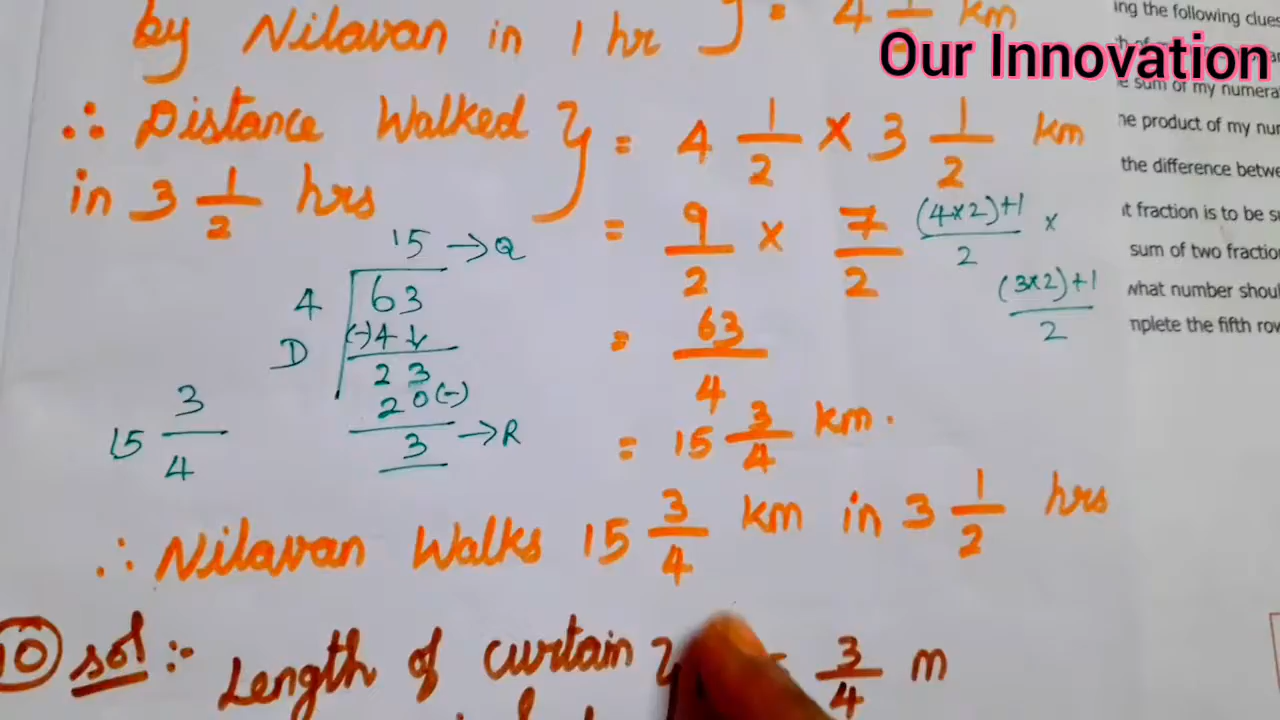 by Nilavan in 1 hr } = 4 1/ km
Our Innovation
∴ Distance Walked
in 3 1/2 hrs } = 4 1/2 × 3 1/2 km
= 9/2 × 7/2
(4×2)+1/2 ×
(3×2)+1/2
15 → Q
4 63
D (-)4 ↓
23
20(-)
3 → R
15 3/4
= 63/4
= 15 3/4 km.
∴ Nilavan Walks 15 3/4 km in 3 1/2 hrs
10 Sol :- Length of curtain = 3/4 m
ing the following clues
sum of my numera
product of my nu
the difference betwe
fraction is to be s
sum of two fractio
what number shoul
the fifth row